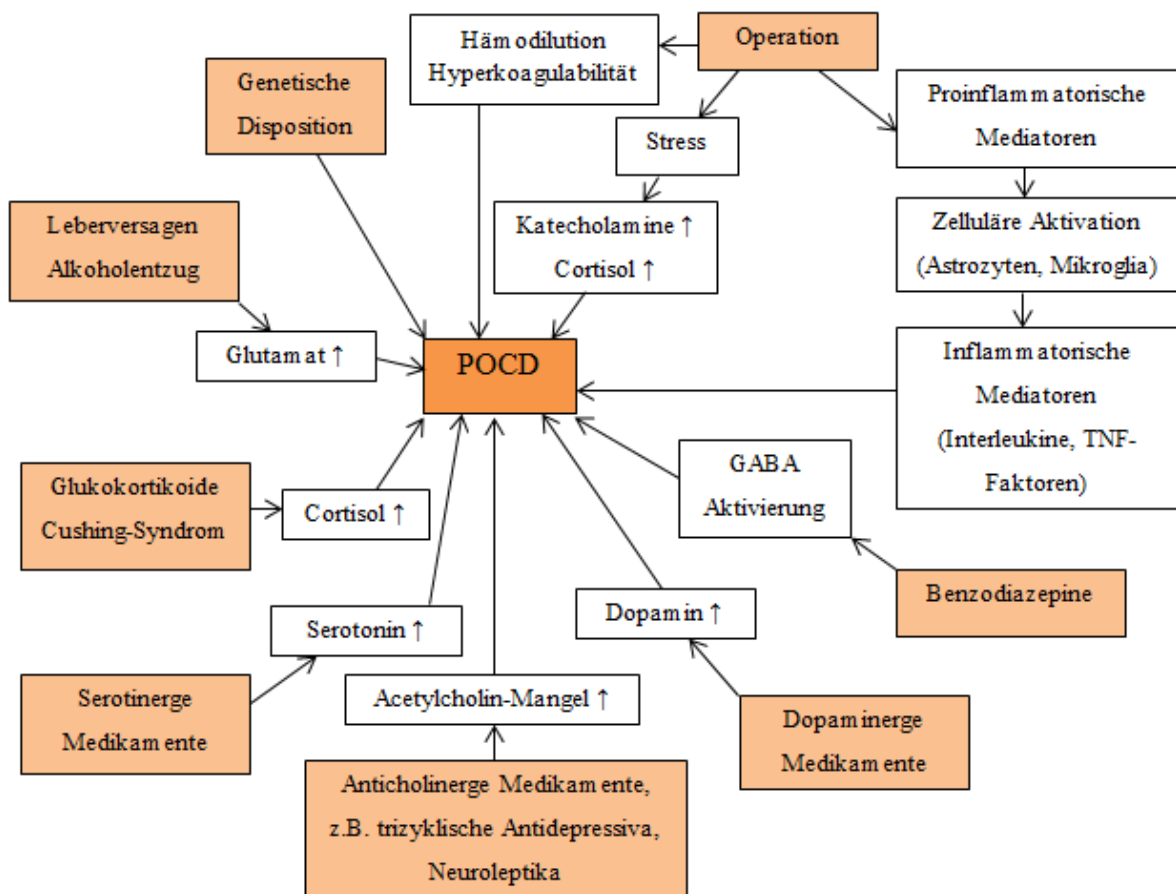 Hämodilution
Hyperkoagulabilität
Operation
Genetische
Disposition
Proinflammatorische
Mediatoren
Stress
Leberversagen
Alkoholentzug
Katecholamine ↑
Cortisol ↑
Zelluläre Aktivation
(Astrozyten, Mikroglia)
Glutamat ↑
POCD
Inflammatorische
Mediatoren
(Interleukine, TNF-
Faktoren)
GABA
Aktivierung
Glukokortikoide
Cushing-Syndrom
Cortisol ↑
Benzodiazepine
Serotonin ↑
Dopamin ↑
Serotinerge
Medikamente
Acetylcholin-Mangel ↑
Dopaminerge
Medikamente
Anticholinerge Medikamente,
z.B. trizyklische Antidepressiva,
Neuroleptika